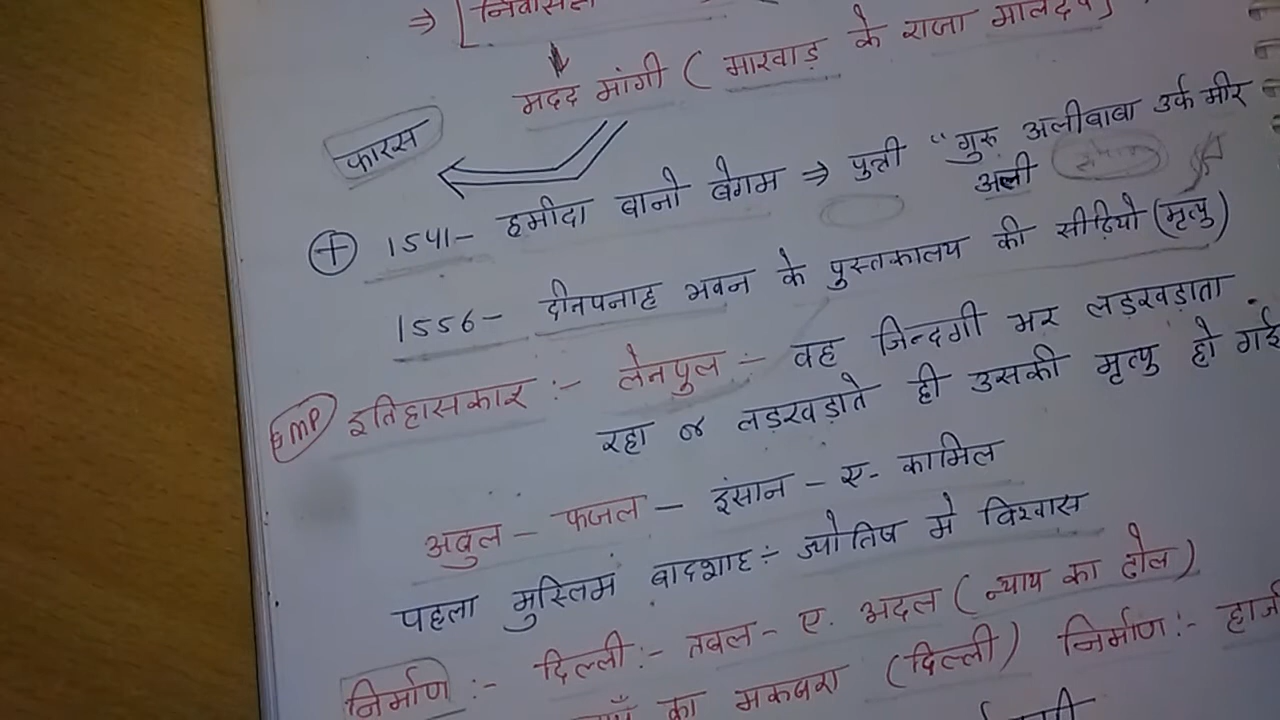 ⇒ [निर्वासन
मदद मांगी ( मारवाड़ के राजा मालदेव )
फारस
⊕ 1541- हमीदा बानो बेगम ⇒ पुत्री "गुरु अलीबाबा उर्फ मीर
अली
1556- दीनपनाह भवन के पुस्तकालय की सीढ़ियो (मृत्यु)
IMP इतिहासकार :- लेनपुल :- वह जिन्दगी भर लड़खड़ाता
रहा व लड़खड़ाते ही उसकी मृत्यु हो गई
अबुल - फजल - इंसान - ए- कामिल
पहला मुस्लिम बादशाह :- ज्योतिष मे विश्वास
निर्माण :- दिल्ली :- तबल - ए. अदल ( न्याय का ढोल )
का मकबरा (दिल्ली) निर्माण :- हाजी